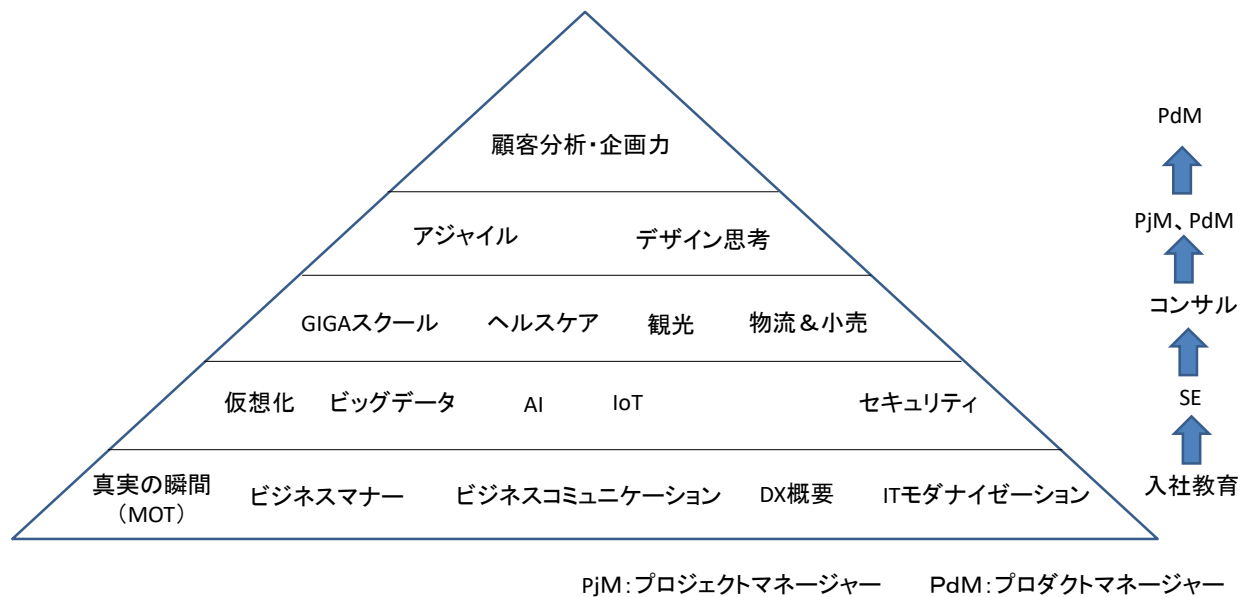 PdM
顧客分析・企画力
PjM、PdM
アジャイル デザイン思考
コンサル
GIGAスクール ヘルスケア 観光 物流&小売
SE
仮想化 ビッグデータ AI IoT セキュリティ
入社教育
真実の瞬間
(MOT)
ビジネスマナー ビジネスコミュニケーション DX概要 ITモダナイゼーション
PjM:プロジェクトマネージャー PdM:プロダクトマネージャー